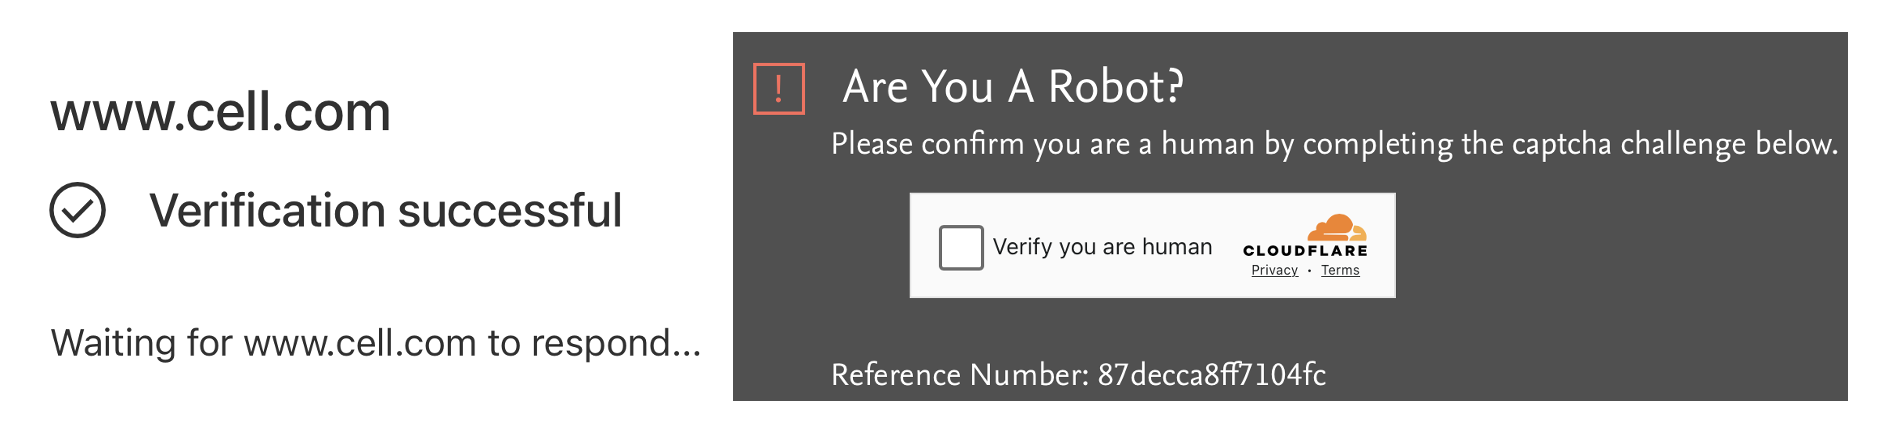 www.cell.com
Verification successful
Waiting for www.cell.com to respond...
! Are You A Robot?
Please confirm you are a human by completing the captcha challenge below.
Verify you are human
CLOUDFLARE
Privacy • Terms
Reference Number: 87decca8ff7104fc